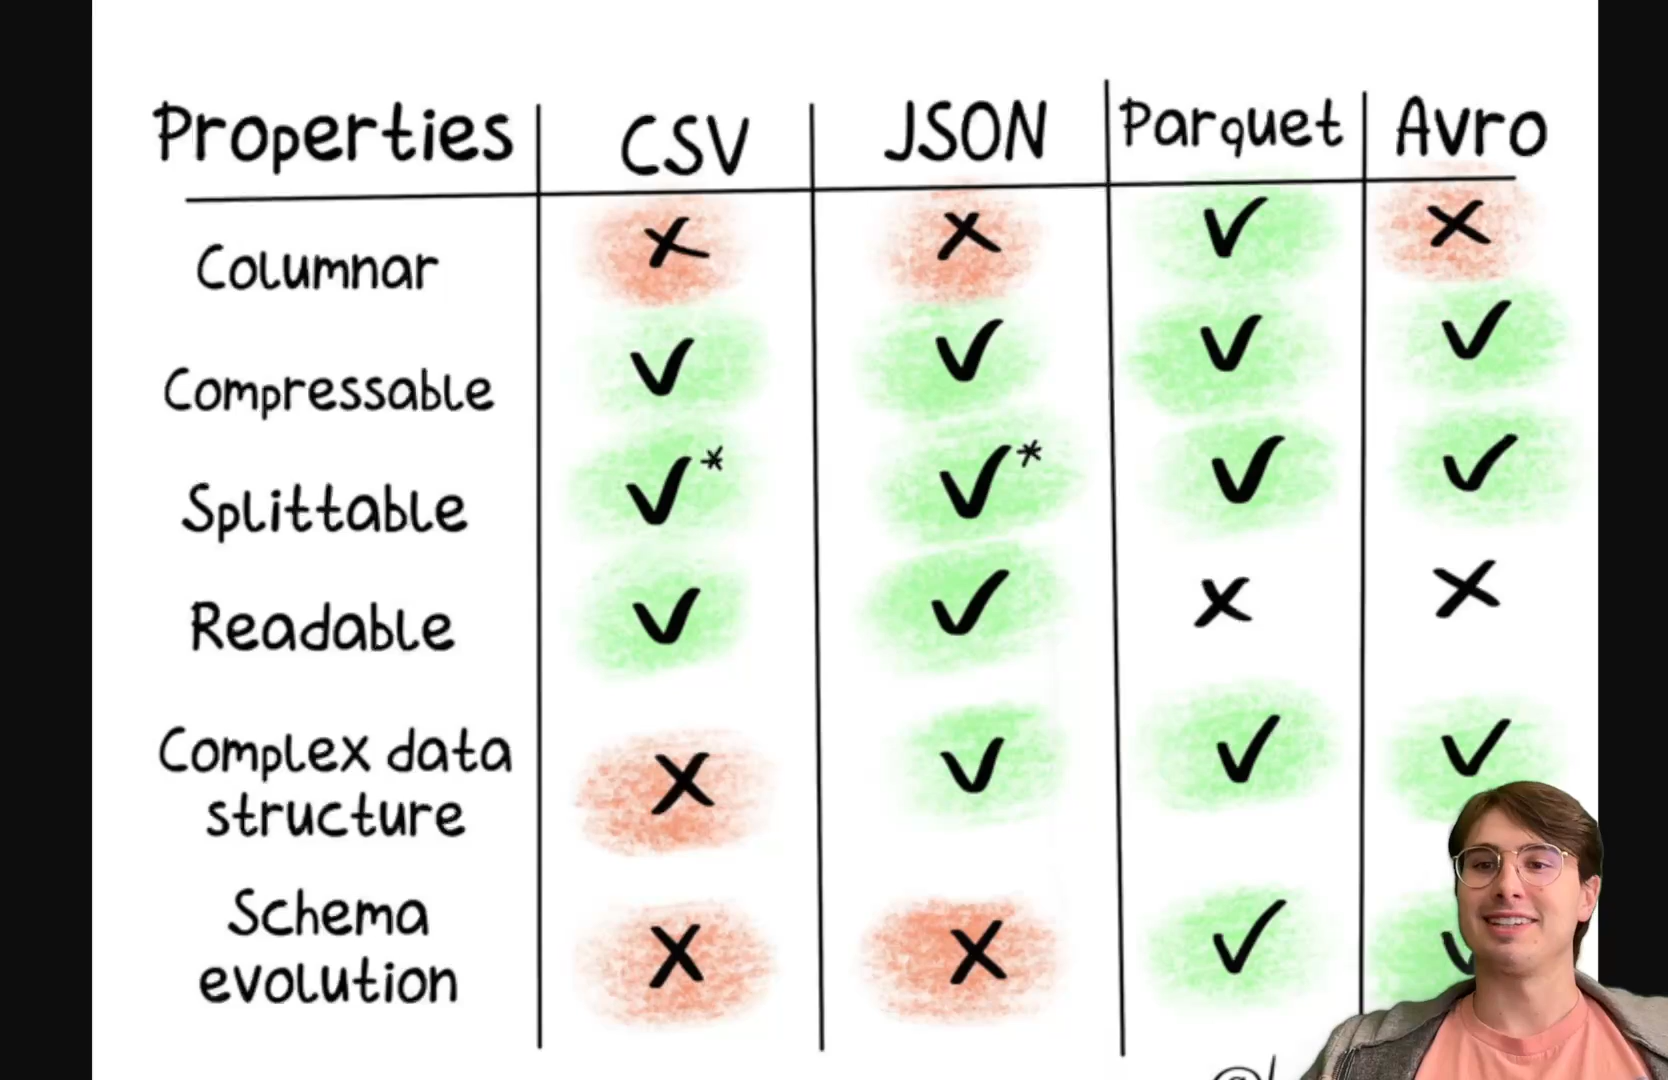 Properties CSV JSON Parquet Avro
Columnar X X ✓ X
Compressable ✓ ✓ ✓ ✓
Splittable ✓* ✓* ✓ ✓
Readable ✓ ✓ X X
Complex data
structure X ✓ ✓ ✓
Schema
evolution X X ✓ ✓